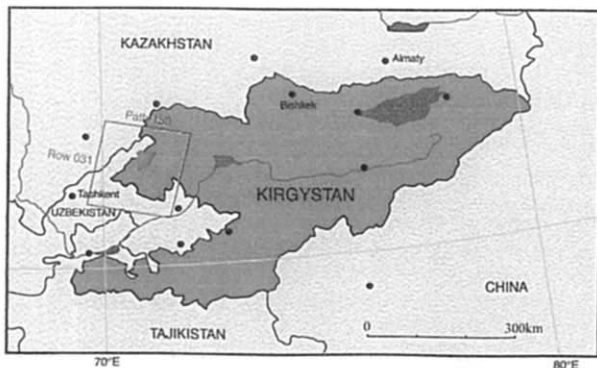 KAZAKHSTAN
Almaty
Bishkek
Path 150
Row 031
Tashkent
UZBEKISTAN
KIRGYSTAN
CHINA
TAJIKISTAN
0 300km
70°E
80°E